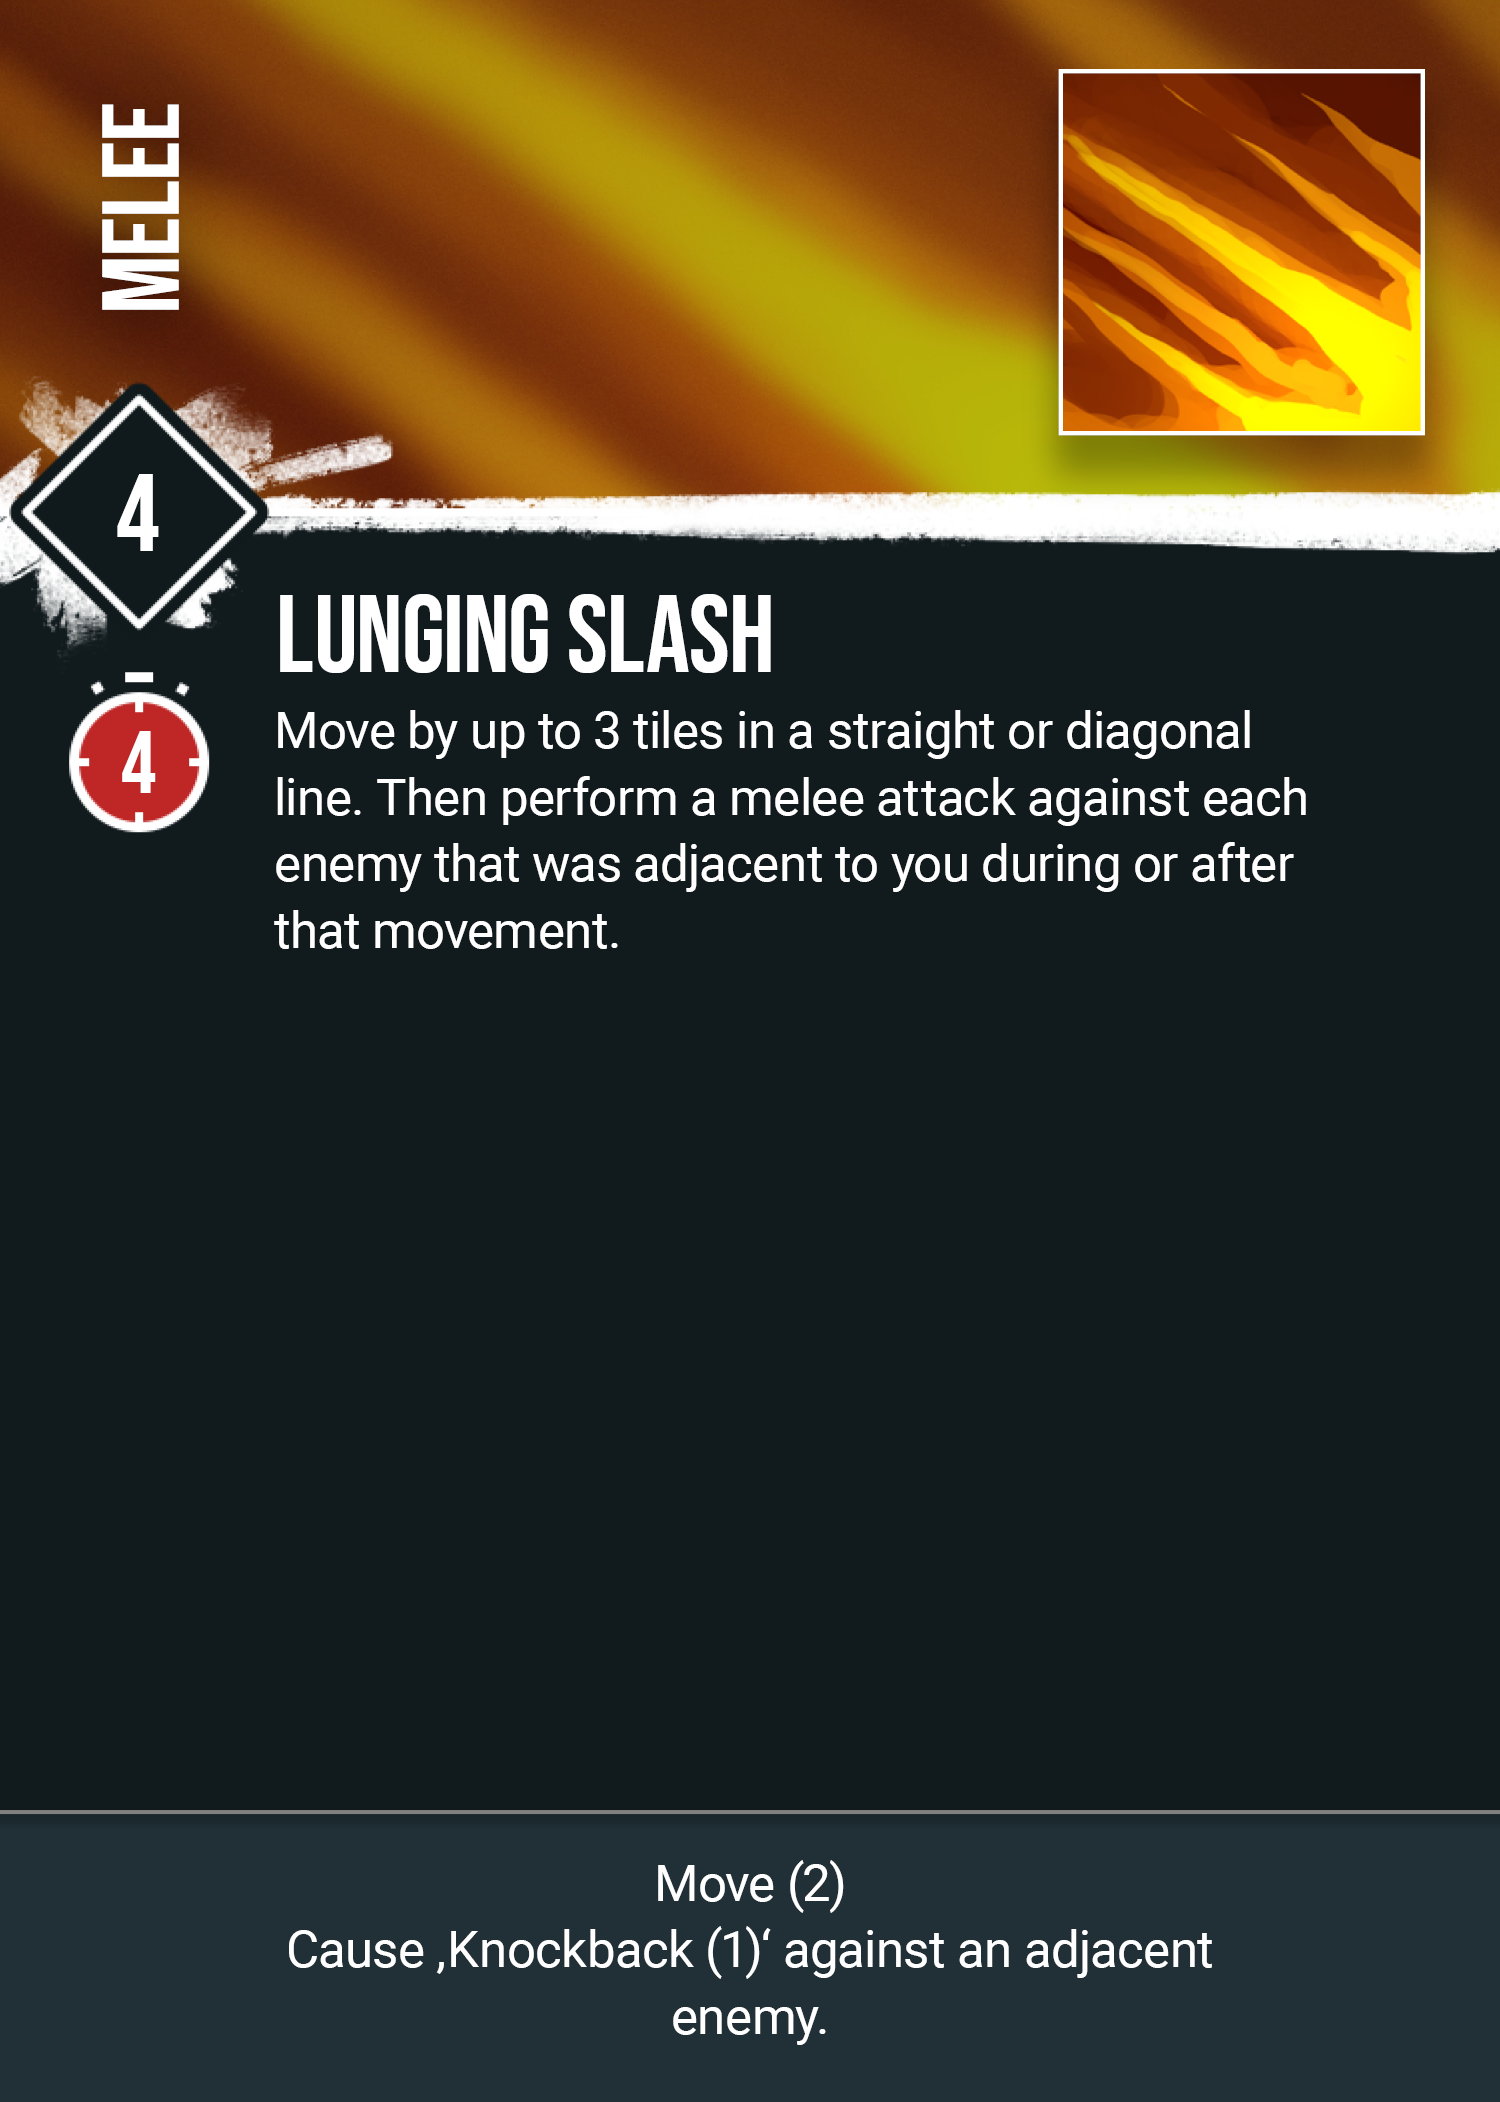 MELEE
4
LUNGING SLASH
4
Move by up to 3 tiles in a straight or diagonal
line. Then perform a melee attack against each
enemy that was adjacent to you during or after
that movement.
Move (2)
Cause ‚Knockback (1)‘ against an adjacent
enemy.